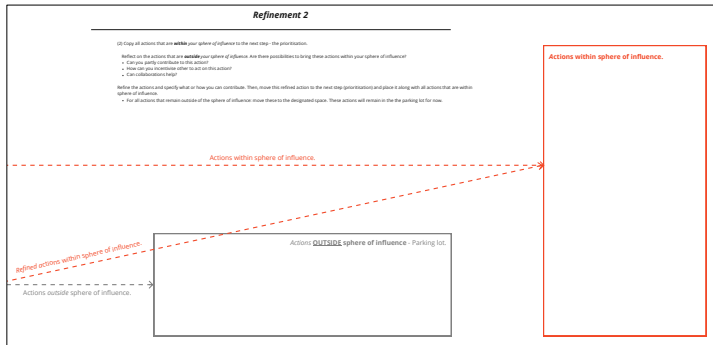 Refinement 2
(2) Copy all actions that are within your sphere of influence to the next step - the prioritisation.
Reflect on the actions that are outside your sphere of influence. Are there possibilities to bring these actions within your sphere of influence?
• Can you partly contribute to this action?
• How can you incentivise other to act on this action?
• Can collaborations help?
Refine the actions and specify what or how you can contribute. Then, move this refined action to the next step (prioritisation) and place it along with all actions that are within
sphere of influence.
• For all actions that remain outside of the sphere of influence: move these to the designated space. These actions will remain in the the parking lot for now.
Actions within sphere of influence.
Actions within sphere of influence.
Refined actions within sphere of influence.
Actions OUTSIDE sphere of influence - Parking lot.
Actions outside sphere of influence.